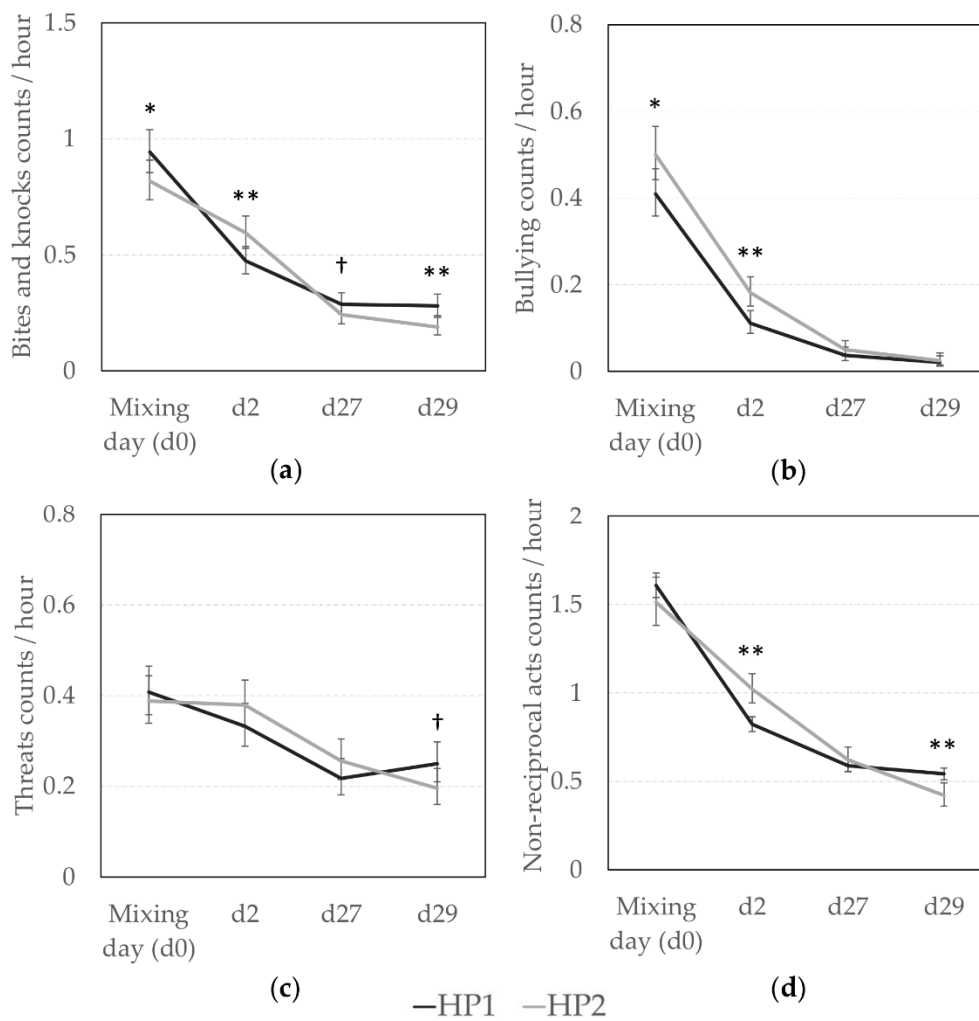 Bites and knocks counts / hour
1.5
1
0.5
0
*
**
†
**
Mixing day (d0)
d2
d27
d29
(a)
Bullying counts / hour
0.8
0.6
0.4
0.2
0
*
**
Mixing day (d0)
d2
d27
d29
(b)
Threats counts / hour
0.8
0.6
0.4
0.2
0
†
Mixing day (d0)
d2
d27
d29
(c)
Non-reciprocal acts counts / hour
2
1.5
1
0.5
0
**
**
Mixing day (d0)
d2
d27
d29
(d)
HP1
HP2